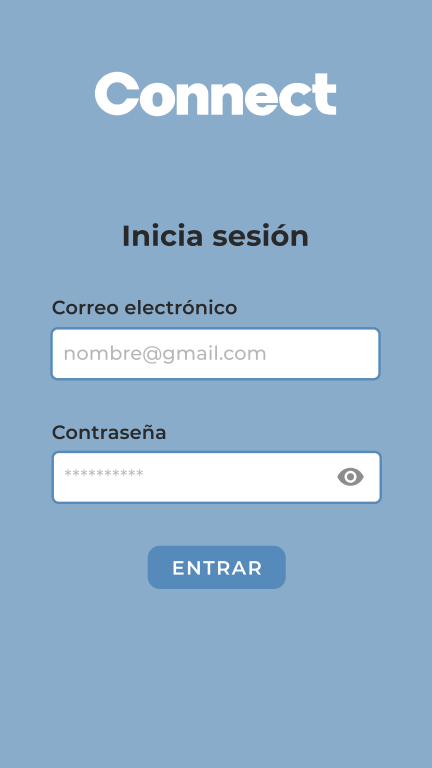 Connect
Inicia sesión
Correo electrónico
nombre@gmail.com
Contraseña
**********
ENTRAR